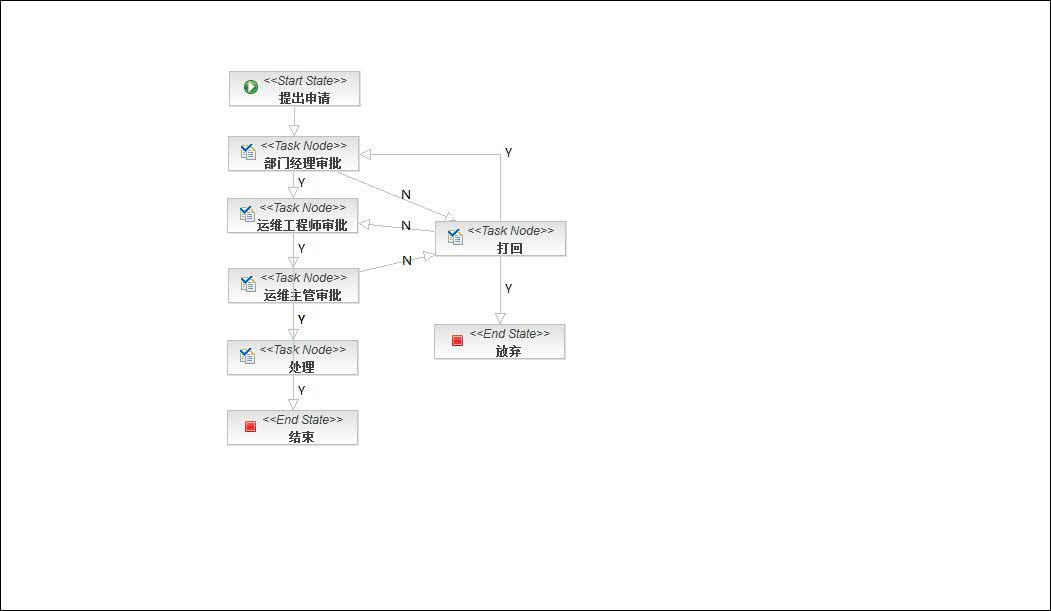 <<Start State>>
提出申请
<<Task Node>>
部门经理审批
Y
Y
N
<<Task Node>>
运维工程师审批
N
<<Task Node>>
打回
Y
N
<<Task Node>>
运维主管审批
Y
Y
<<End State>>
放弃
<<Task Node>>
处理
Y
<<End State>>
结束